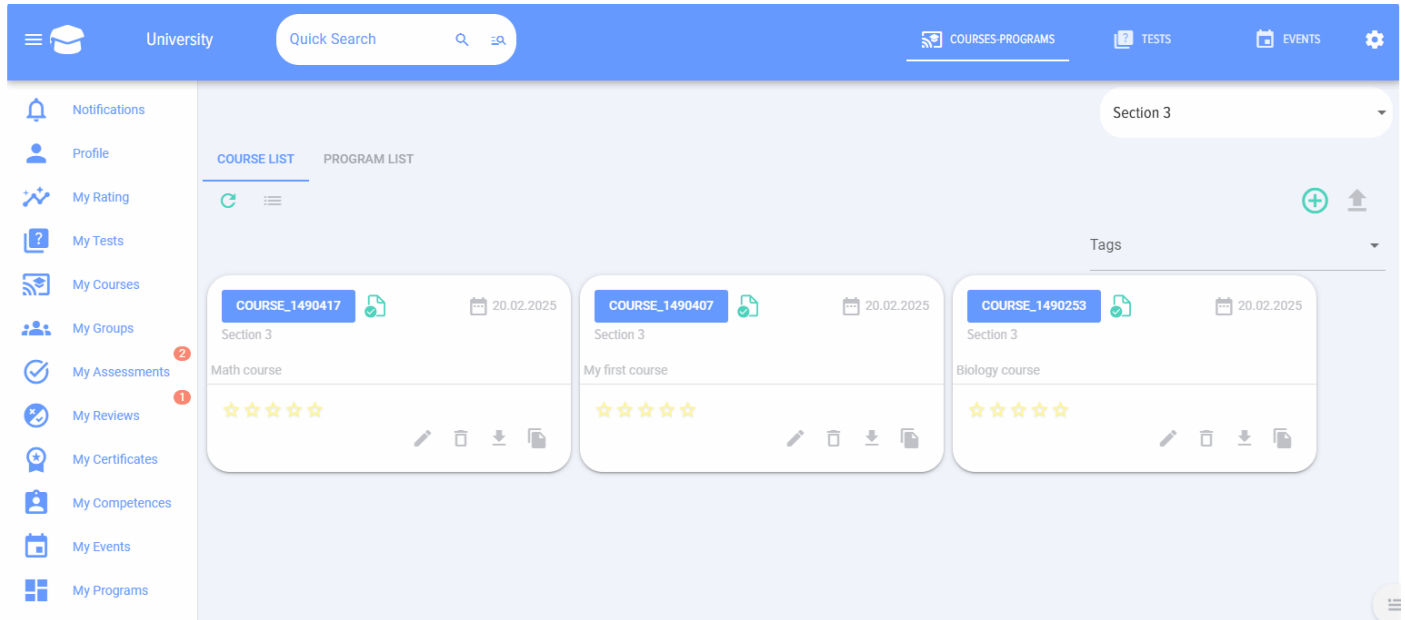 University
Quick Search
COURSES-PROGRAMS
TESTS
EVENTS
Notifications
Profile
My Rating
My Tests
My Courses
My Groups
2
My Assessments
1
My Reviews
My Certificates
My Competences
My Events
My Programs
Section 3
COURSE LIST PROGRAM LIST
Tags
COURSE_1490417 20.02.2025
Section 3
Math course
COURSE_1490407 20.02.2025
Section 3
My first course
COURSE_1490253 20.02.2025
Section 3
Biology course